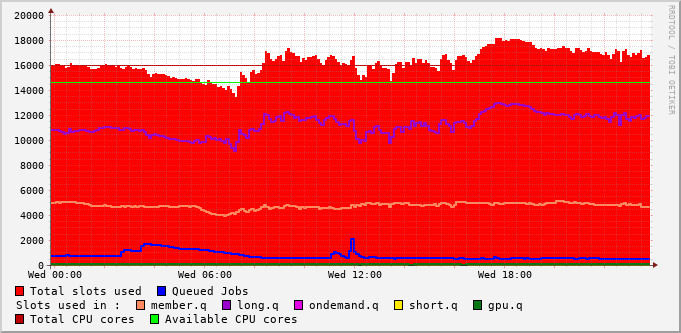 20000
18000
16000
14000
12000
10000
8000
6000
4000
2000
0
Wed 00:00 Wed 06:00 Wed 12:00 Wed 18:00
RRDTOOL / TOBI OETIKER
Total slots used Queued Jobs
Slots used in : member.q long.q ondemand.q short.q gpu.q
Total CPU cores Available CPU cores